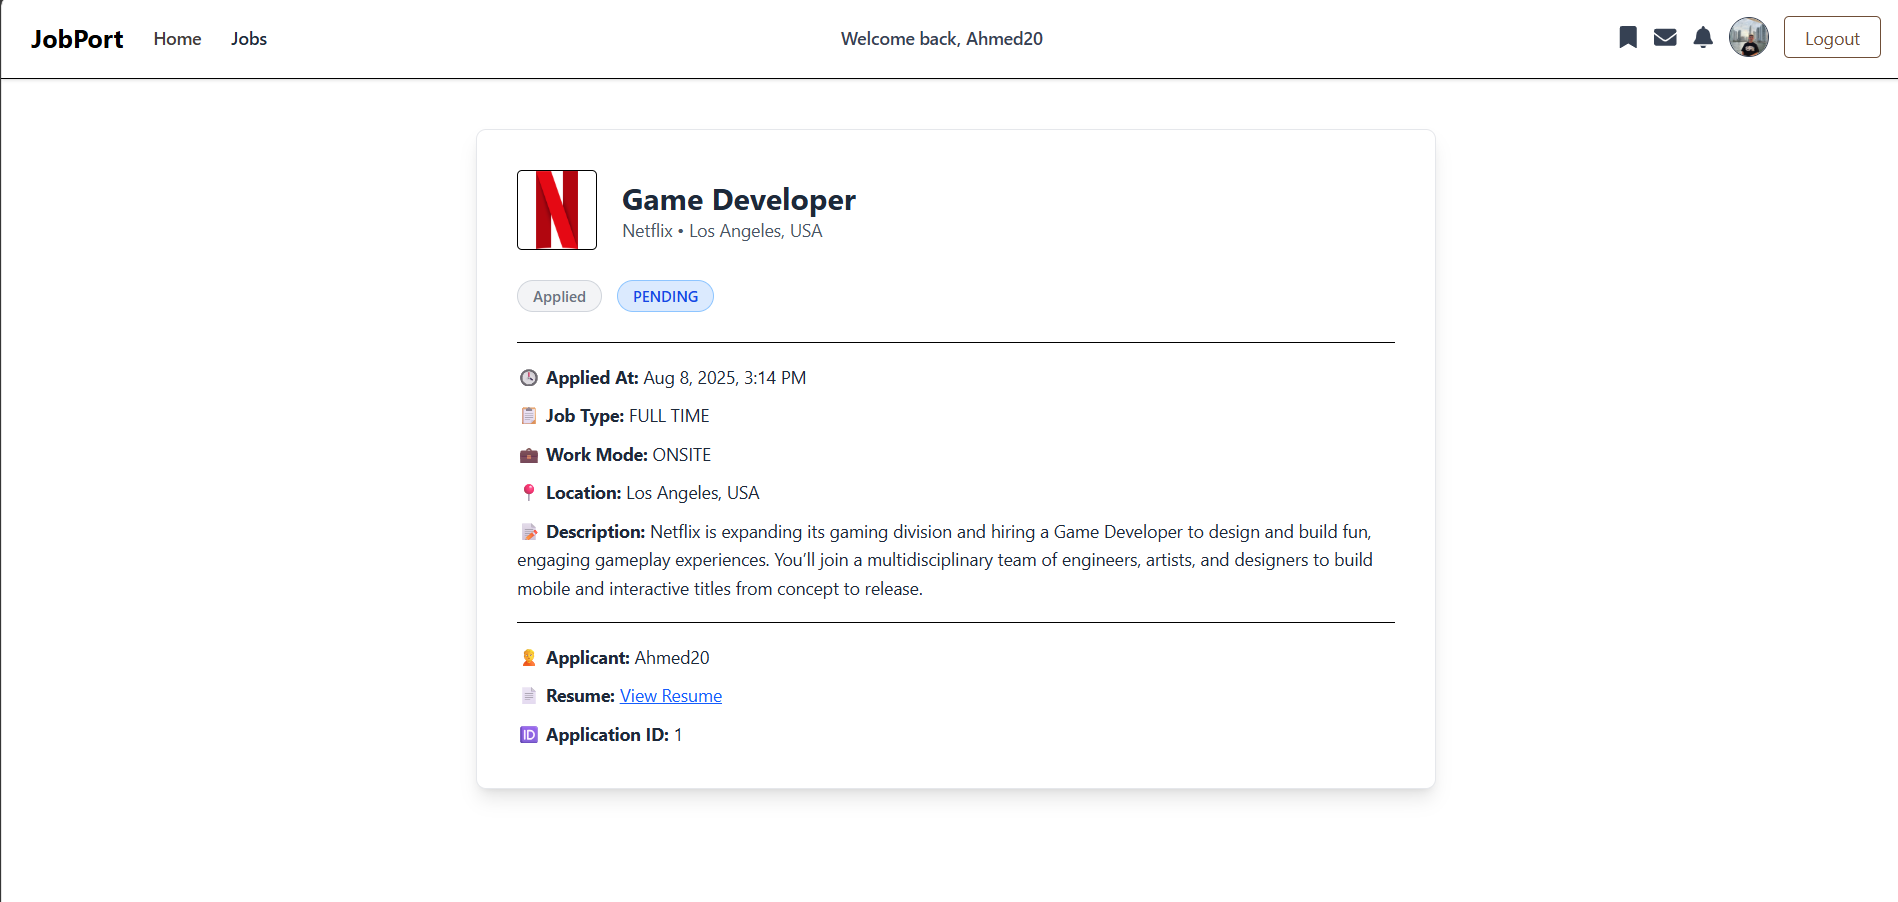 JobPort Home Jobs Welcome back, Ahmed20 Logout
Game Developer
Netflix • Los Angeles, USA
Applied PENDING
Applied At: Aug 8, 2025, 3:14 PM
Job Type: FULL TIME
Work Mode: ONSITE
Location: Los Angeles, USA
Description: Netflix is expanding its gaming division and hiring a Game Developer to design and build fun,
engaging gameplay experiences. You’ll join a multidisciplinary team of engineers, artists, and designers to build
mobile and interactive titles from concept to release.
Applicant: Ahmed20
Resume: View Resume
ID Application ID: 1